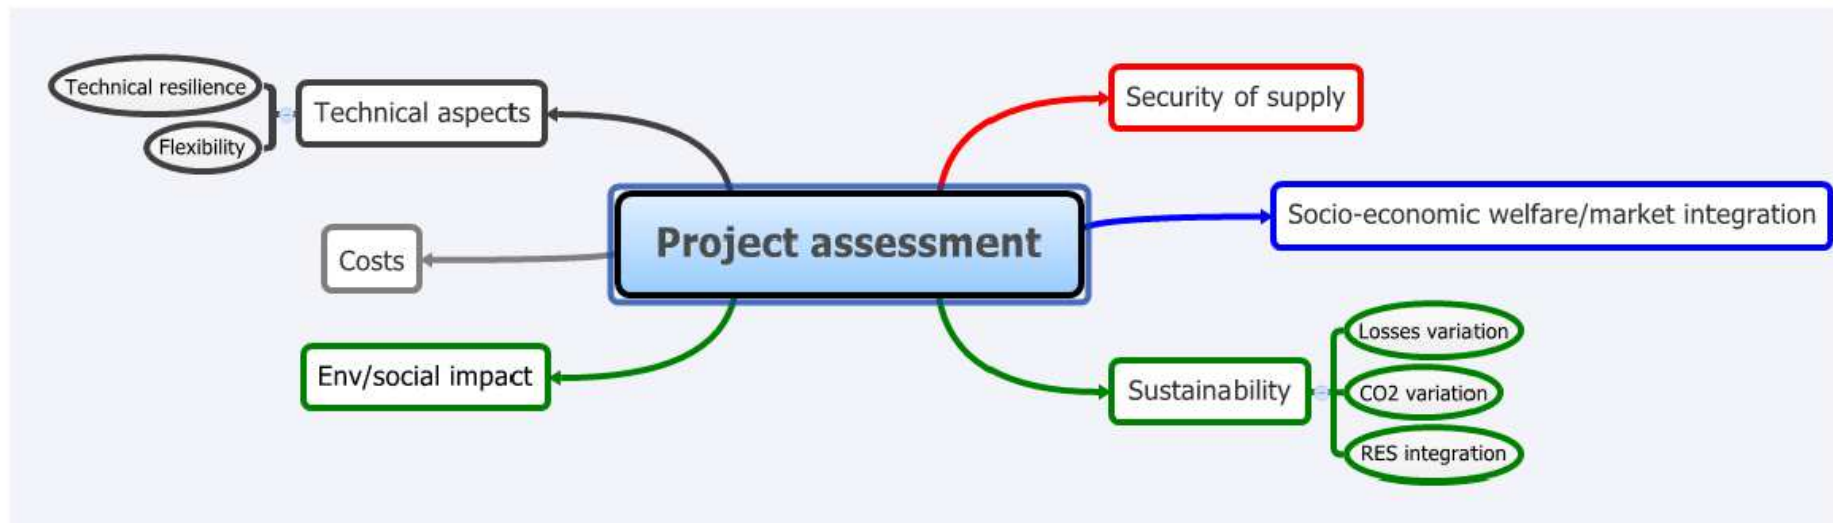 Technical resilience
Flexibility
Technical aspects
Costs
Env/social impact
Project assessment
Security of supply
Socio-economic welfare/market integration
Sustainability
Losses variation
CO2 variation
RES integration